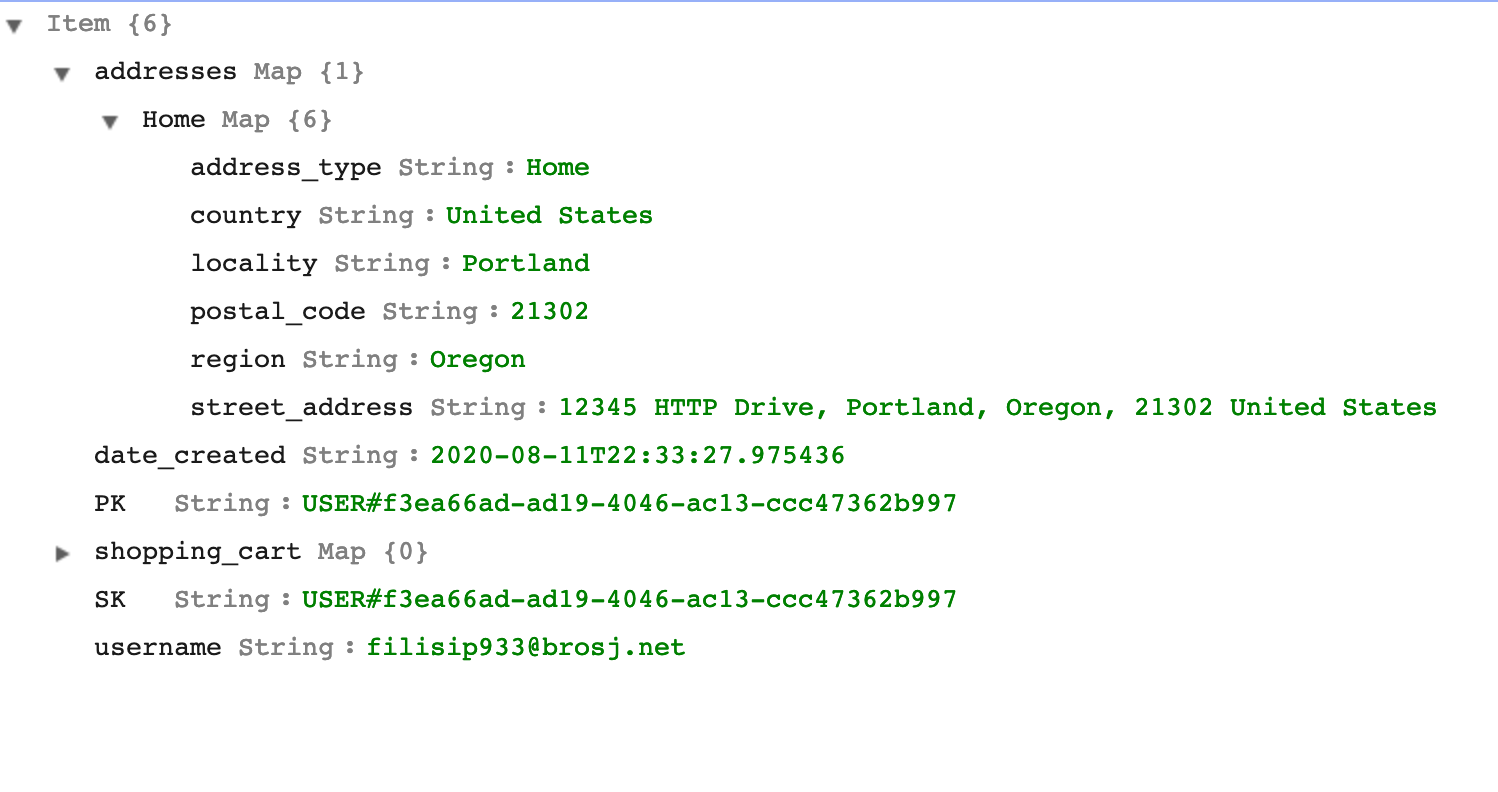 Item {6}
addresses Map {1}
Home Map {6}
address_type String : Home
country String : United States
locality String : Portland
postal_code String : 21302
region String : Oregon
street_address String : 12345 HTTP Drive, Portland, Oregon, 21302 United States
date_created String : 2020-08-11T22:33:27.975436
PK String : USER#f3ea66ad-ad19-4046-ac13-ccc47362b997
shopping_cart Map {0}
SK String : USER#f3ea66ad-ad19-4046-ac13-ccc47362b997
username String : filisip933@brosj.net